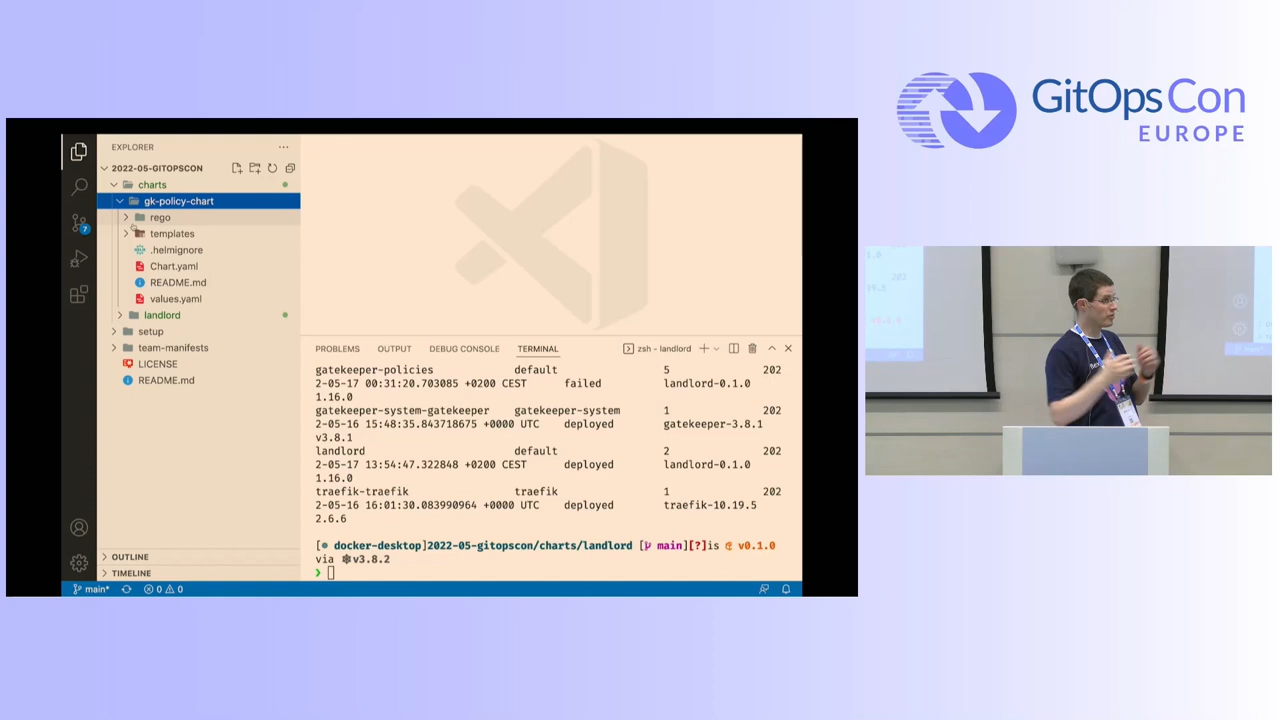 GitOpsCon
EUROPE
EXPLORER
2022-05-GITOPSCON
charts
gk-policy-chart
rego
templates
.helmignore
Chart.yaml
README.md
values.yaml
landlord
setup
team-manifests
LICENSE
README.md
OUTLINE
TIMELINE
PROBLEMS OUTPUT DEBUG CONSOLE TERMINAL zsh - landlord
gatekeeper-policies default 5 202
2-05-17 00:31:20.703085 +0200 CEST failed landlord-0.1.0
1.16.0
gatekeeper-system-gatekeeper gatekeeper-system 1 202
2-05-16 15:48:35.843718675 +0000 UTC deployed gatekeeper-3.8.1
v3.8.1
landlord default 2 202
2-05-17 13:54:47.322848 +0200 CEST deployed landlord-0.1.0
1.16.0
traefik-traefik traefik 1 202
2-05-16 16:01:30.083990964 +0000 UTC deployed traefik-10.19.5
2.6.6
[● docker-desktop]2022-05-gitopscon/charts/landlord [ main][?]is v0.1.0
via ⎈v3.8.2
❯
7
main* 0 0